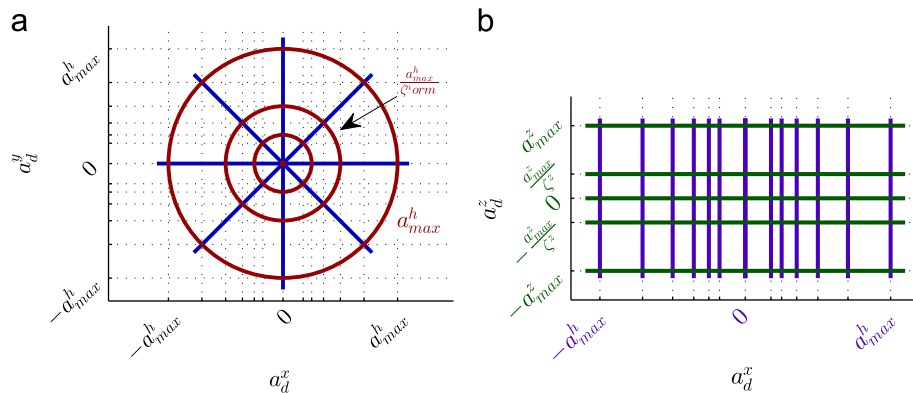 a
a^h_max
0
-a^h_max
a^y_d
a^h_max / ζ^n orm
a^h_max
-a^h_max
0
a^h_max
a^x_d
b
a^z_max
a^z_max / ζ^z
0
-a^z_max / ζ^z
-a^z_max
a^z_d
-a^h_max
0
a^h_max
a^x_d